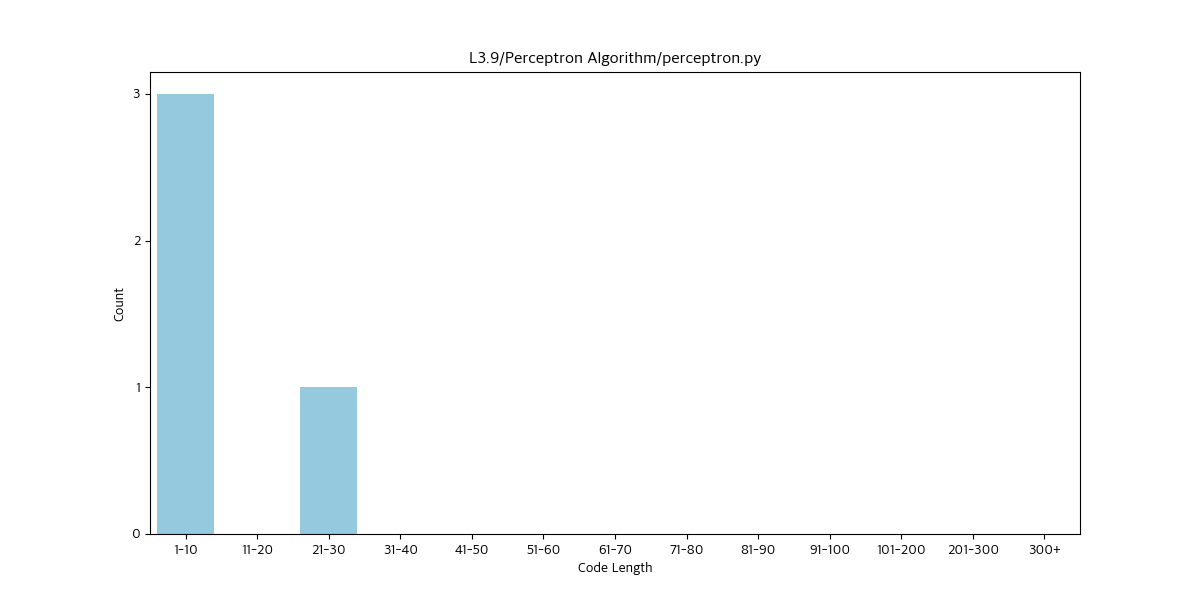 L3.9/Perceptron Algorithm/perceptron.py
3
2
1
0
Count
1-10 11-20 21-30 31-40 41-50 51-60 61-70 71-80 81-90 91-100 101-200 201-300 300+
Code Length